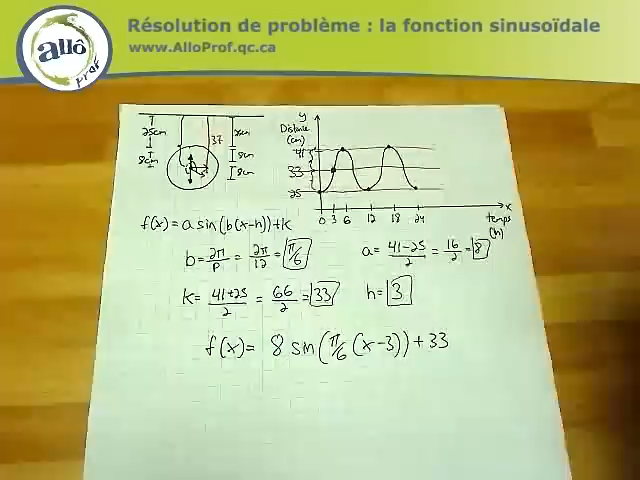 Résolution de problème : la fonction sinusoïdale
www.AlloProf.qc.ca
allô
prof
25cm
8cm
37
25cm
8cm
8cm
y
Distance
(cm)
41
33
25
0 3 6 12 18 24
x
temps
(h)
f(x)= a sin(b(x-h))+k
b= 2π/P = 2π/12 = π/6
a= 41-25/2 = 16/2 = 8
k= 41+25/2 = 66/2 = 33
h= 3
f(x)= 8 sin(π/6 (x-3))+33